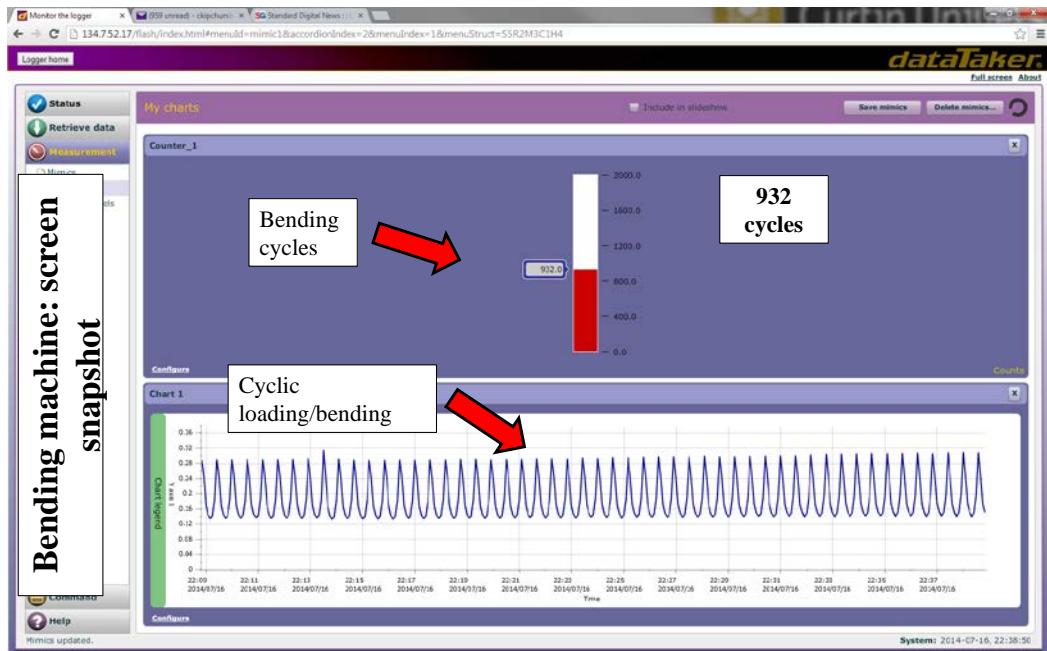 Monitor the logger
(959 unread) - ckipchum
SG Standard Digital News
134.752.17/flash/index.html#menuId=mimic1&accordionIndex=2&menuIndex=1&menuStruct=S5R2M3C1H4
Logger home
dataTaker
Full screen About
Status
Retrieve data
Measurement
Mimics
My charts
Include in slideshow
Save mimics
Delete mimics...
Counter_1
Bending
cycles
932
cycles
2000.0
1600.0
1200.0
932.0
800.0
400.0
0.0
Configure
Counts
Bending machine: screen
snapshot
Cyclic
loading/bending
Chart 1
Chart legend
Y axis 1
0.36
0.32
0.28
0.24
0.2
0.16
0.12
0.08
0.04
0
22:09 22:11 22:13 22:15 22:17 22:19 22:21 22:23 22:25 22:27 22:29 22:31 22:33 22:35 22:37
2014/07/16 2014/07/16 2014/07/16 2014/07/16 2014/07/16 2014/07/16 2014/07/16 2014/07/16 2014/07/16 2014/07/16 2014/07/16 2014/07/16 2014/07/16 2014/07/16 2014/07/16
Time
Configure
Command
Help
Mimics updated.
System: 2014-07-16, 22:38:50